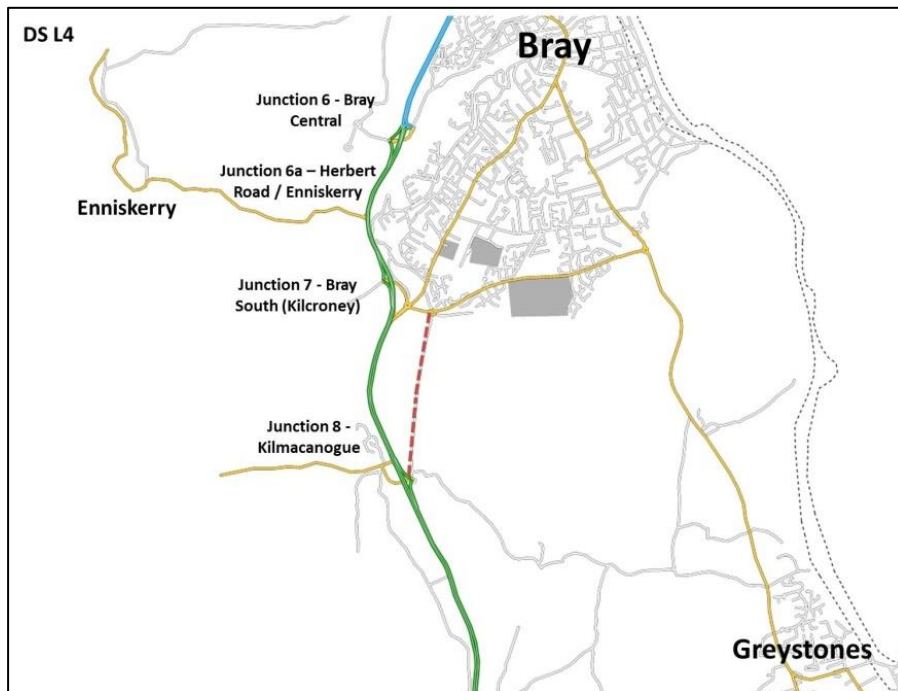 DS L4
Bray
Junction 6 - Bray
Central
Junction 6a – Herbert
Road / Enniskerry
Enniskerry
Junction 7 - Bray
South (Kilcroney)
Junction 8 -
Kilmacanogue
Greystones